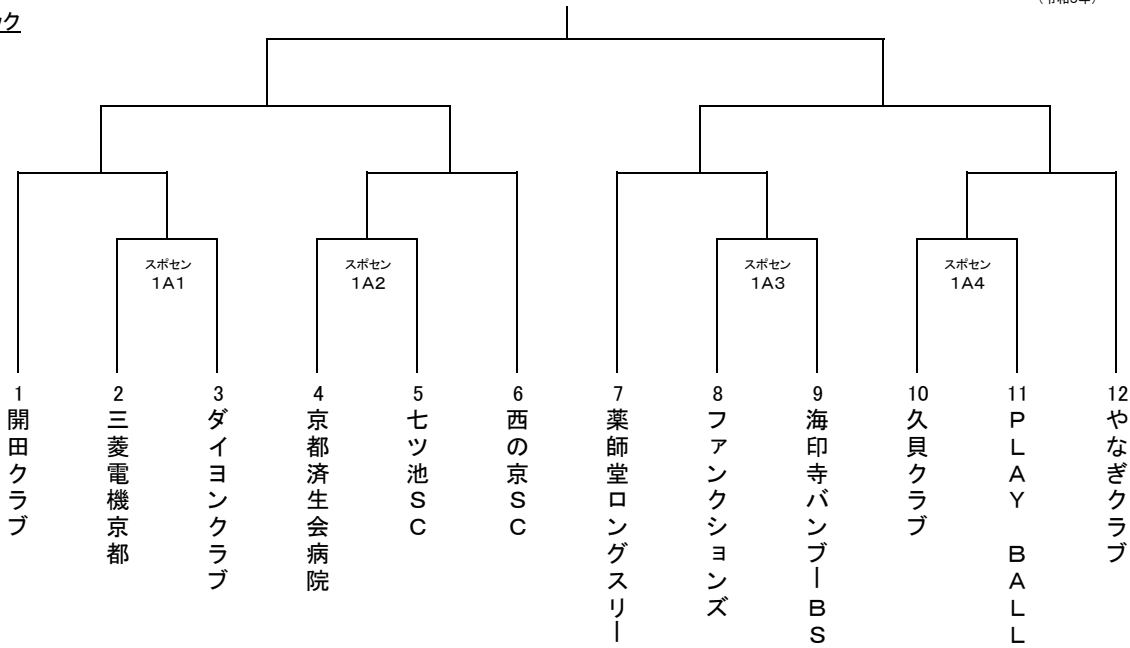 スポセン
1A1
スポセン
1A2
スポセン
1A3
スポセン
1A4
1
開田クラブ
2
三菱電機京都
3
ダイヨンクラブ
4
京都済生会病院
5
七ツ池SC
6
西の京SC
7
薬師堂ロングスリー
8
ファンクションズ
9
海印寺バンブーBS
10
久貝クラブ
11
PLAY BALL
12
やなぎクラブ